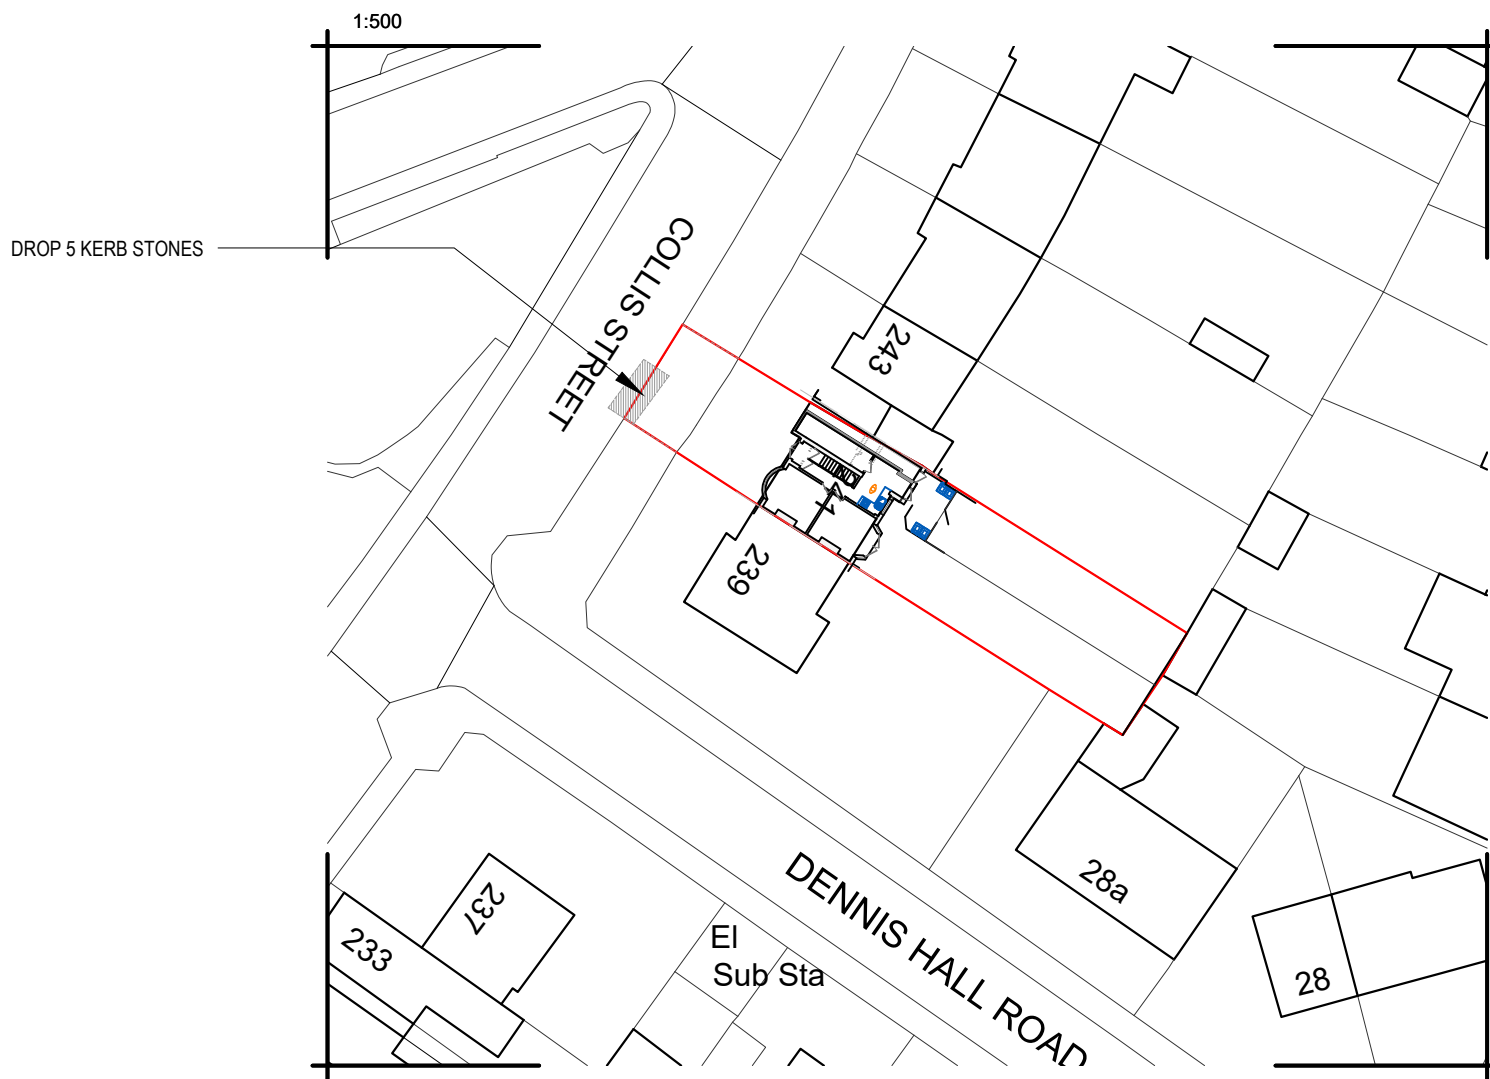 1:500
DROP 5 KERB STONES
COLLIS STREET
243
239
DENNIS HALL ROAD
28a
237
233
El
Sub Sta
28